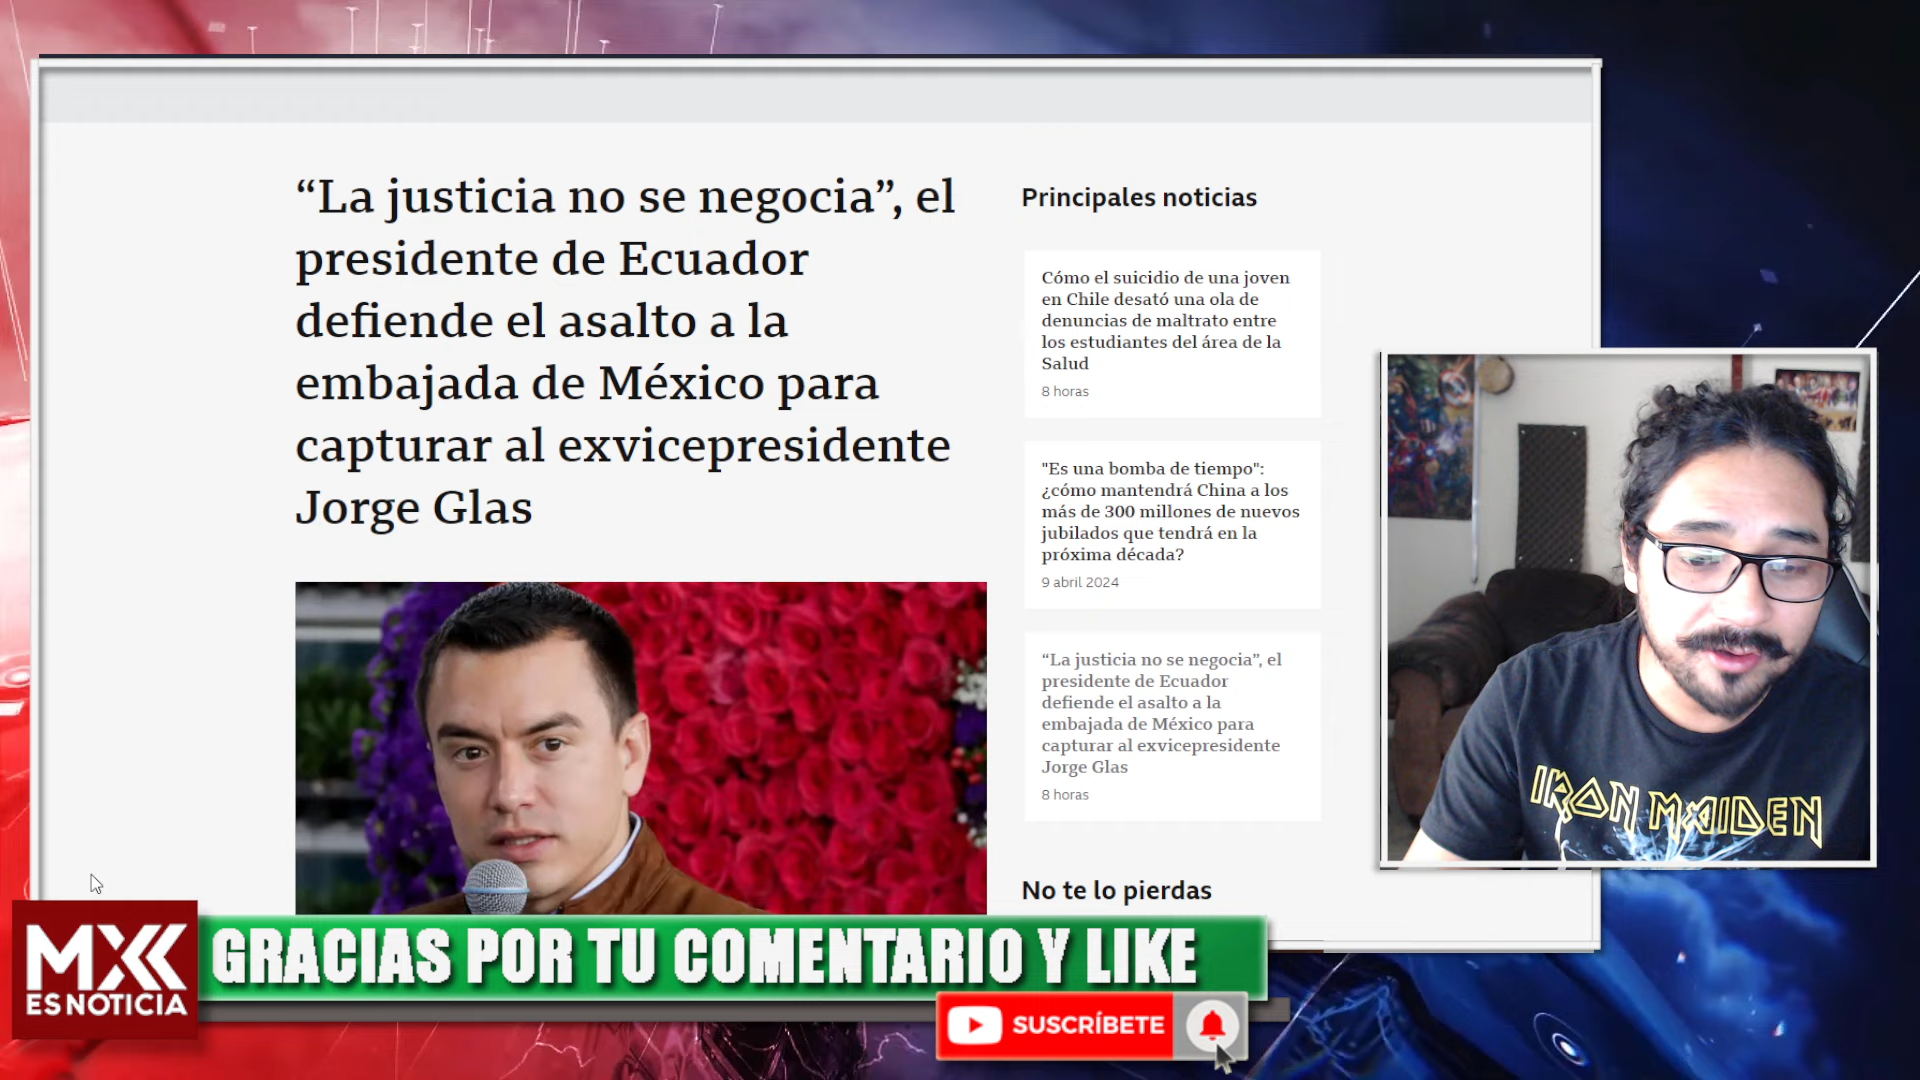 “La justicia no se negocia”, el
presidente de Ecuador
defiende el asalto a la
embajada de México para
capturar al exvicepresidente
Jorge Glas
Principales noticias
Cómo el suicidio de una joven
en Chile desató una ola de
denuncias de maltrato entre
los estudiantes del área de la
Salud
8 horas
"Es una bomba de tiempo":
¿cómo mantendrá China a los
más de 300 millones de nuevos
jubilados que tendrá en la
próxima década?
9 abril 2024
“La justicia no se negocia”, el
presidente de Ecuador
defiende el asalto a la
embajada de México para
capturar al exvicepresidente
Jorge Glas
8 horas
No te lo pierdas
IRON MAIDEN
MX
ES NOTICIA
GRACIAS POR TU COMENTARIO Y LIKE
SUSCRÍBETE